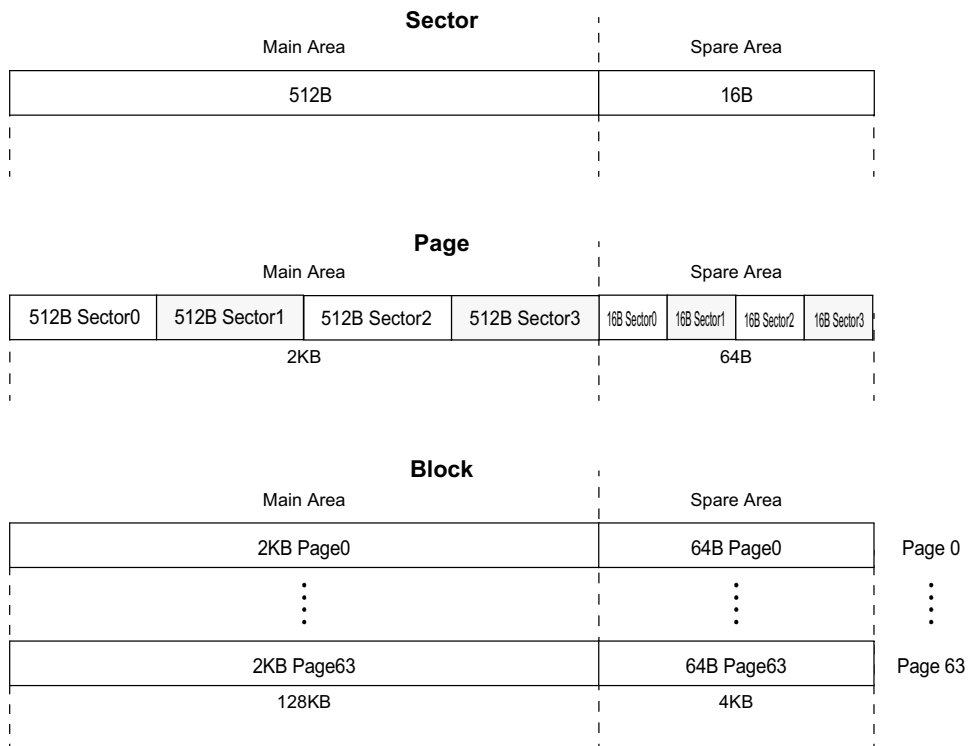 Sector
Main Area Spare Area
512B 16B
Page
Main Area Spare Area
512B Sector0 512B Sector1 512B Sector2 512B Sector3 16B Sector0 16B Sector1 16B Sector2 16B Sector3
2KB 64B
Block
Main Area Spare Area
2KB Page0 64B Page0 Page 0
2KB Page63 64B Page63 Page 63
128KB 4KB